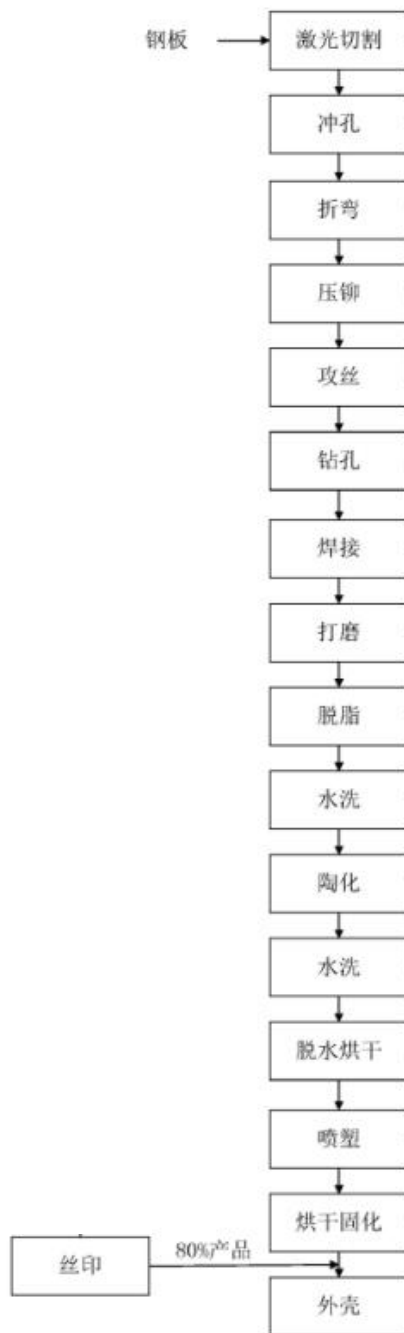 钢板
激光切割
冲孔
折弯
压铆
攻丝
钻孔
焊接
打磨
脱脂
水洗
陶化
水洗
脱水烘干
喷塑
烘干固化
丝印
80%产品
外壳